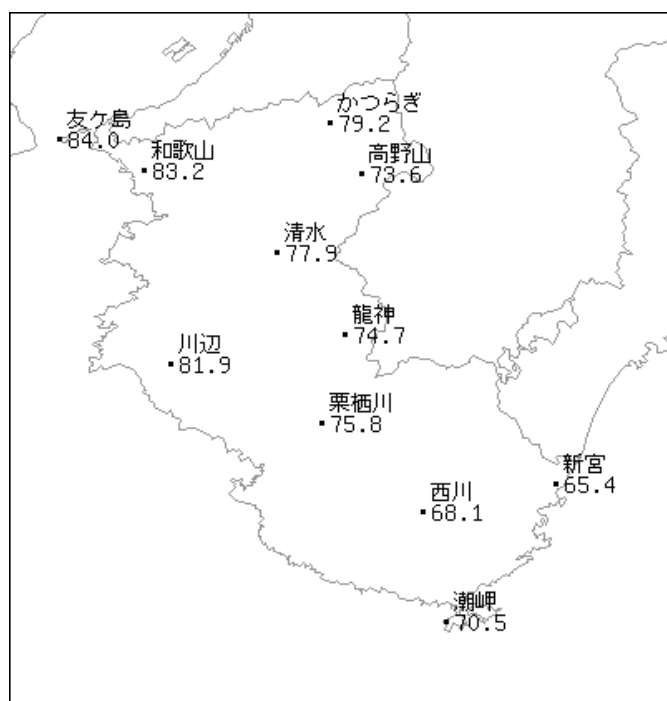 かつらぎ
79.2
友ケ島
84.0
和歌山
83.2
高野山
73.6
清水
77.9
龍神
74.7
川辺
81.9
栗栖川
75.8
新宮
65.4
西川
68.1
潮岬
70.5